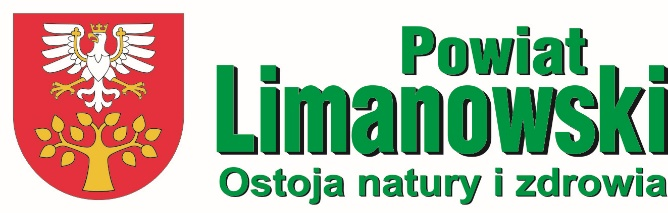 Powiat
Limanowski
Ostoja natury i zdrowia